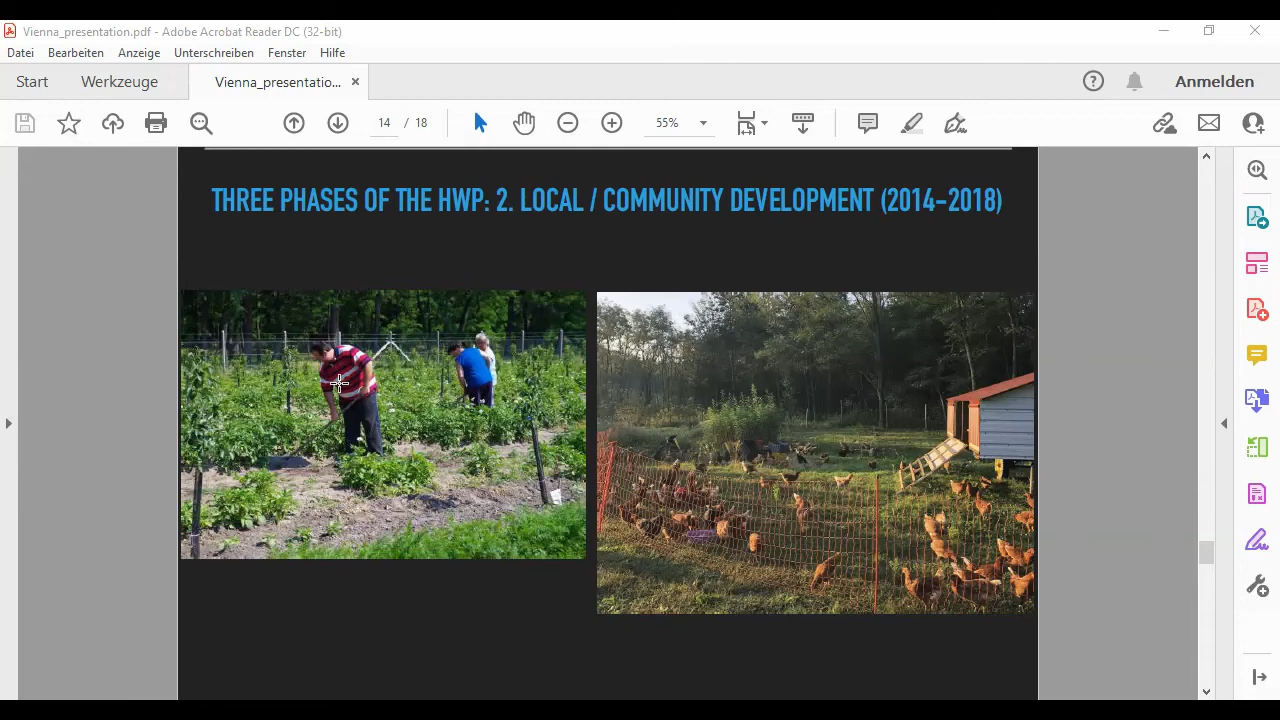 Vienna_presentation.pdf - Adobe Acrobat Reader DC (32-bit)
Datei Bearbeiten Anzeige Unterschreiben Fenster Hilfe
Start Werkzeuge Vienna_presentatio... × Anmelden
14 / 18 55%
THREE PHASES OF THE HWP: 2. LOCAL / COMMUNITY DEVELOPMENT (2014–2018)